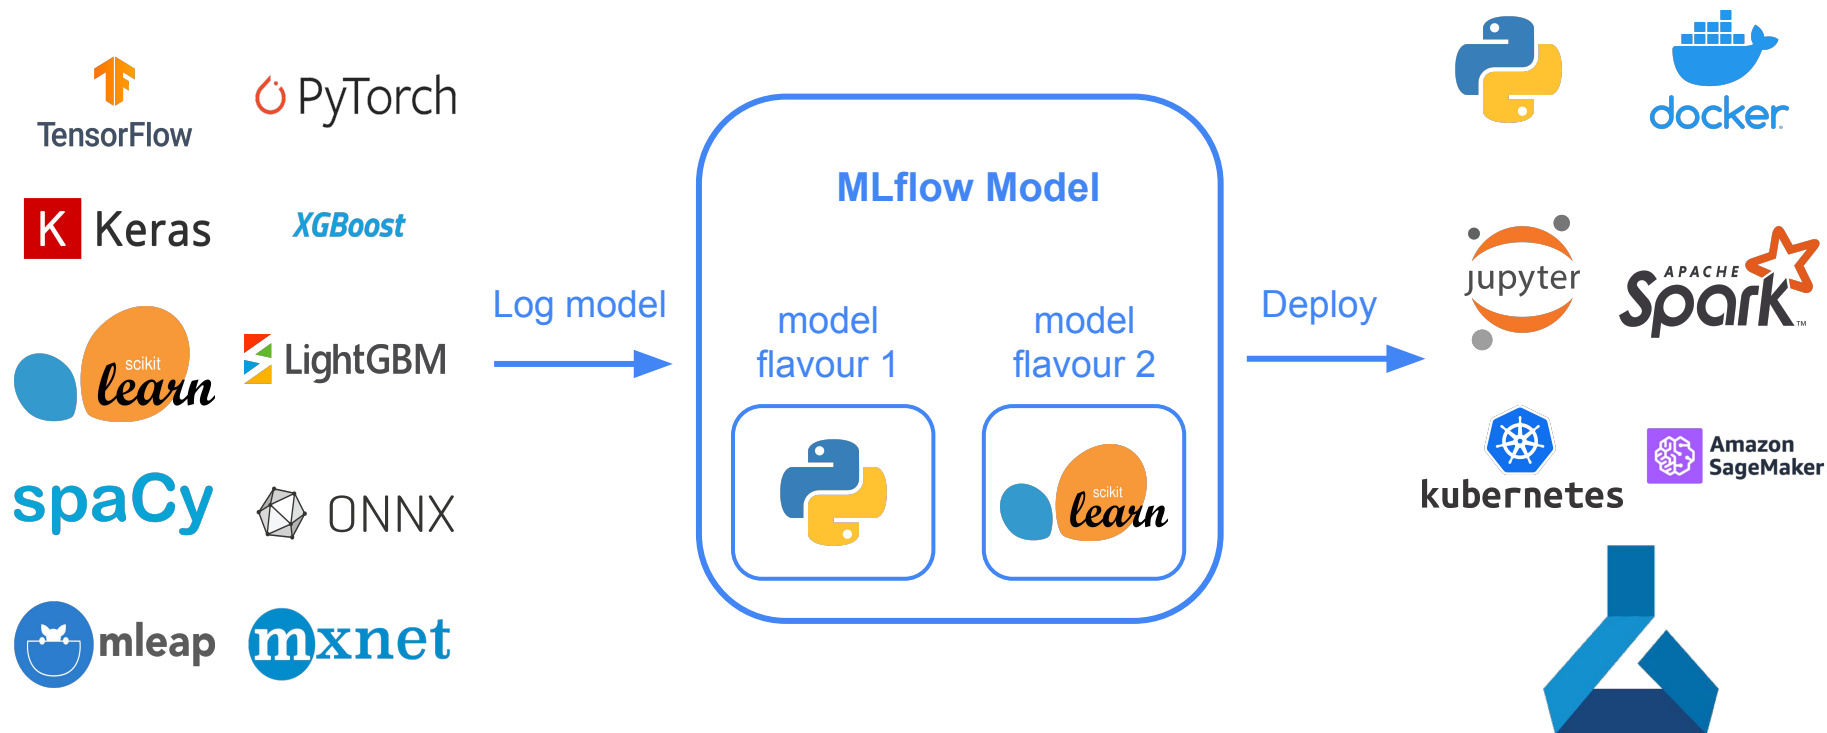 TensorFlow
PyTorch
K Keras
XGBoost
scikit
learn
LightGBM
spaCy
ONNX
mleap
mxnet
Log model
MLflow Model
model
flavour 1
model
flavour 2
scikit
learn
Deploy
docker
jupyter
APACHE
Spark™
kubernetes
Amazon
SageMaker